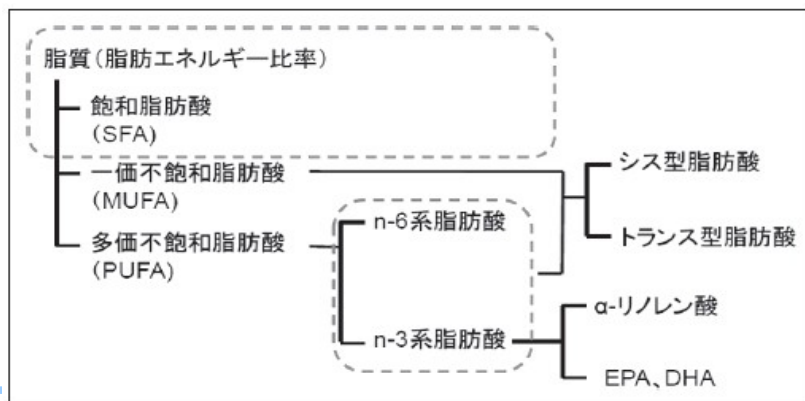 脂質(脂肪エネルギー比率)
飽和脂肪酸
(SFA)
一価不飽和脂肪酸
(MUFA)
多価不飽和脂肪酸
(PUFA)
n-6系脂肪酸
n-3系脂肪酸
シス型脂肪酸
トランス型脂肪酸
α-リノレン酸
EPA、DHA